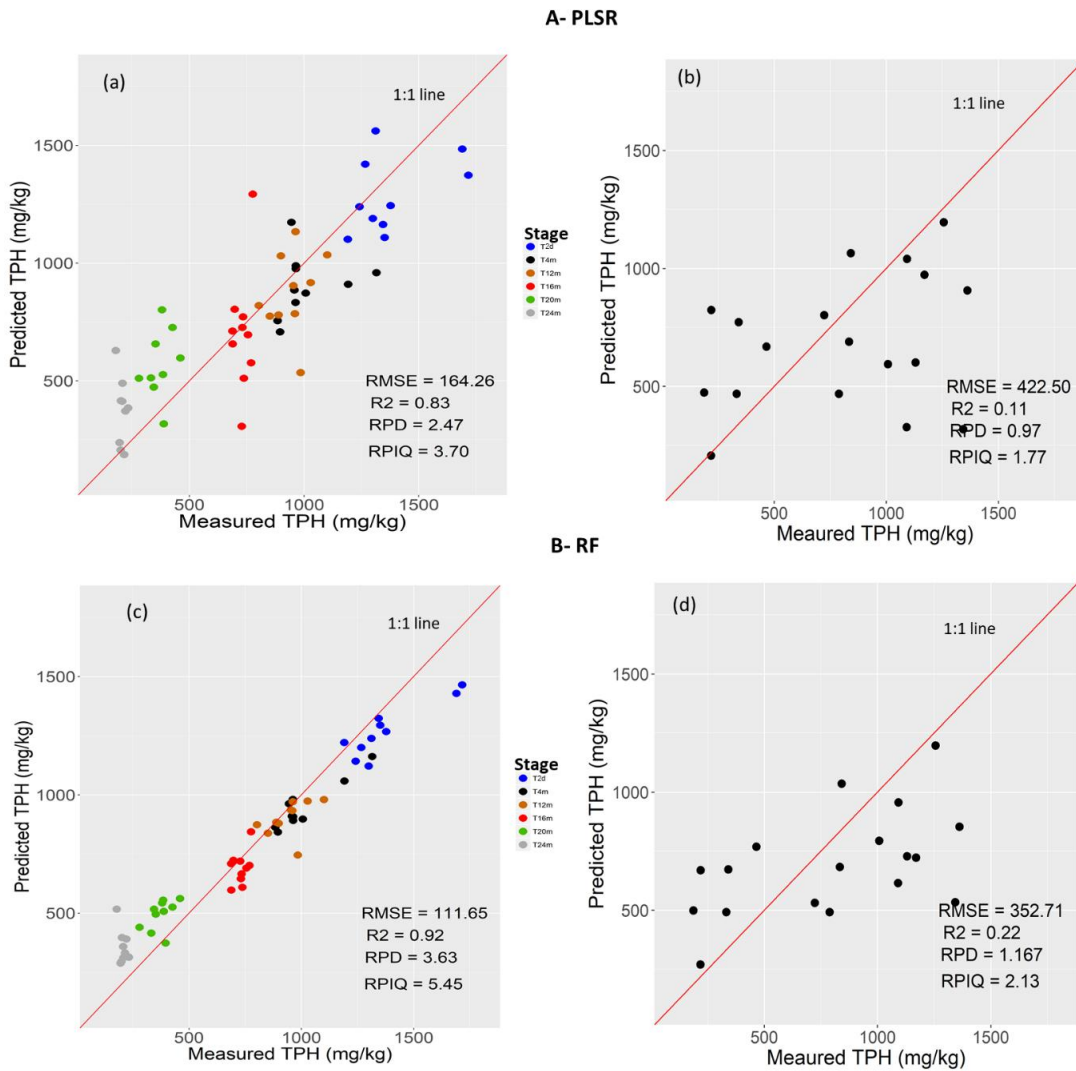 A- PLSR
(a)
1:1 line
1500
1000
500
Predicted TPH (mg/kg)
RMSE = 164.26
R2 = 0.83
RPD = 2.47
RPIQ = 3.70
500 1000 1500
Measured TPH (mg/kg)
Stage
T2d
T4m
T12m
T16m
T20m
T24m
(b)
1:1 line
1500
1000
500
Predicted TPH (mg/kg)
RMSE = 422.50
R2 = 0.11
RPD = 0.97
RPIQ = 1.77
500 1000 1500
Meaured TPH (mg/kg)
B- RF
(c)
1:1 line
1500
1000
500
Predicted TPH (mg/kg)
RMSE = 111.65
R2 = 0.92
RPD = 3.63
RPIQ = 5.45
500 1000 1500
Measured TPH (mg/kg)
Stage
T2d
T4m
T12m
T16m
T20m
T24m
(d)
1:1 line
1500
1000
500
Predicted TPH (mg/kg)
RMSE = 352.71
R2 = 0.22
RPD = 1.167
RPIQ = 2.13
500 1000 1500
Meaured TPH (mg/kg)